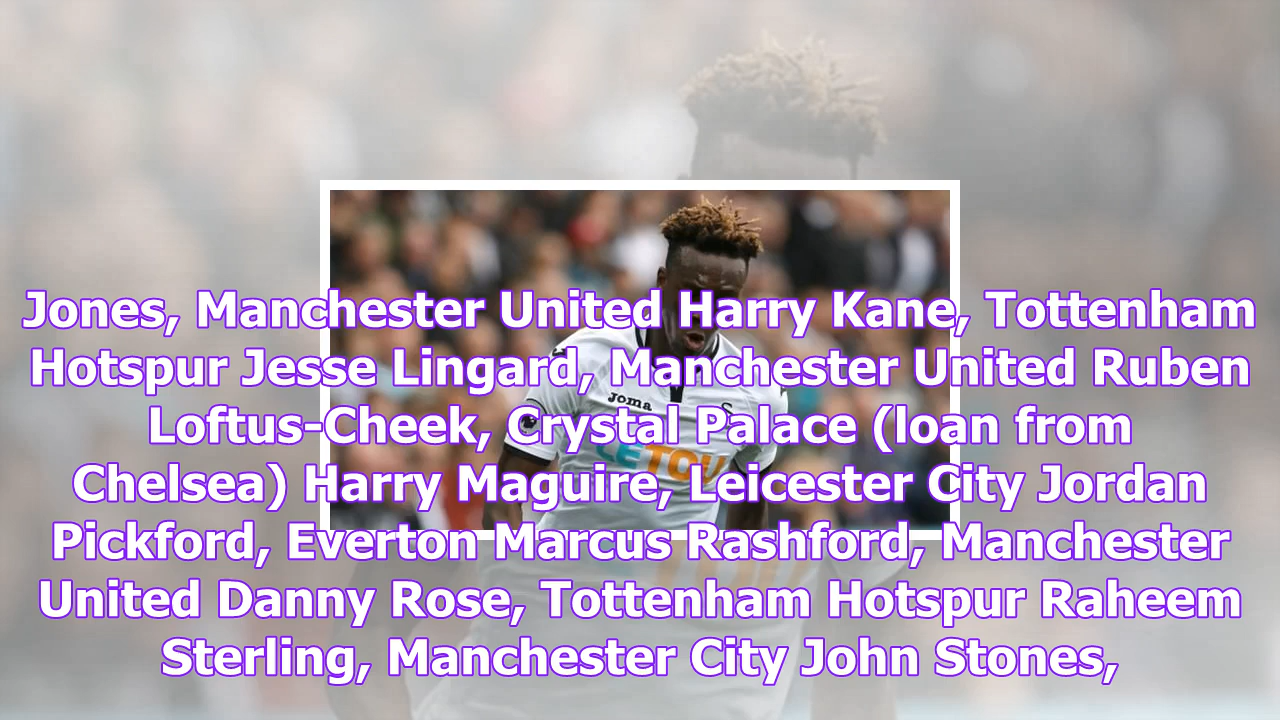 Jones, Manchester United Harry Kane, Tottenham
Hotspur Jesse Lingard, Manchester United Ruben
Loftus-Cheek, Crystal Palace (loan from
Chelsea) Harry Maguire, Leicester City Jordan
Pickford, Everton Marcus Rashford, Manchester
United Danny Rose, Tottenham Hotspur Raheem
Sterling, Manchester City John Stones,
Joma
LETOU